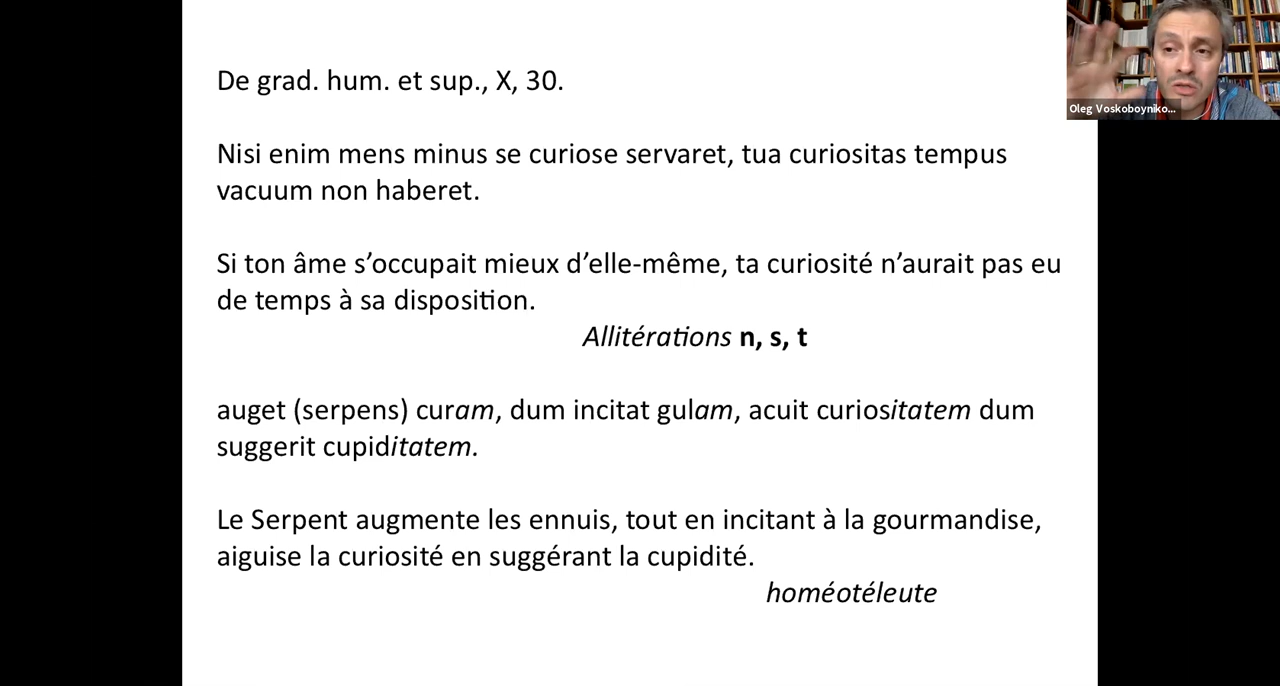 De grad. hum. et sup., X, 30.
Nisi enim mens minus se curiose servaret, tua curiositas tempus
vacuum non haberet.
Si ton âme s’occupait mieux d’elle-même, ta curiosité n’aurait pas eu
de temps à sa disposition.
Allitérations n, s, t
auget (serpens) curam, dum incitat gulam, acuit curiositatem dum
suggerit cupiditatem.
Le Serpent augmente les ennuis, tout en incitant à la gourmandise,
aiguise la curiosité en suggérant la cupidité.
homéotéleute
Oleg Voskoboyniko...